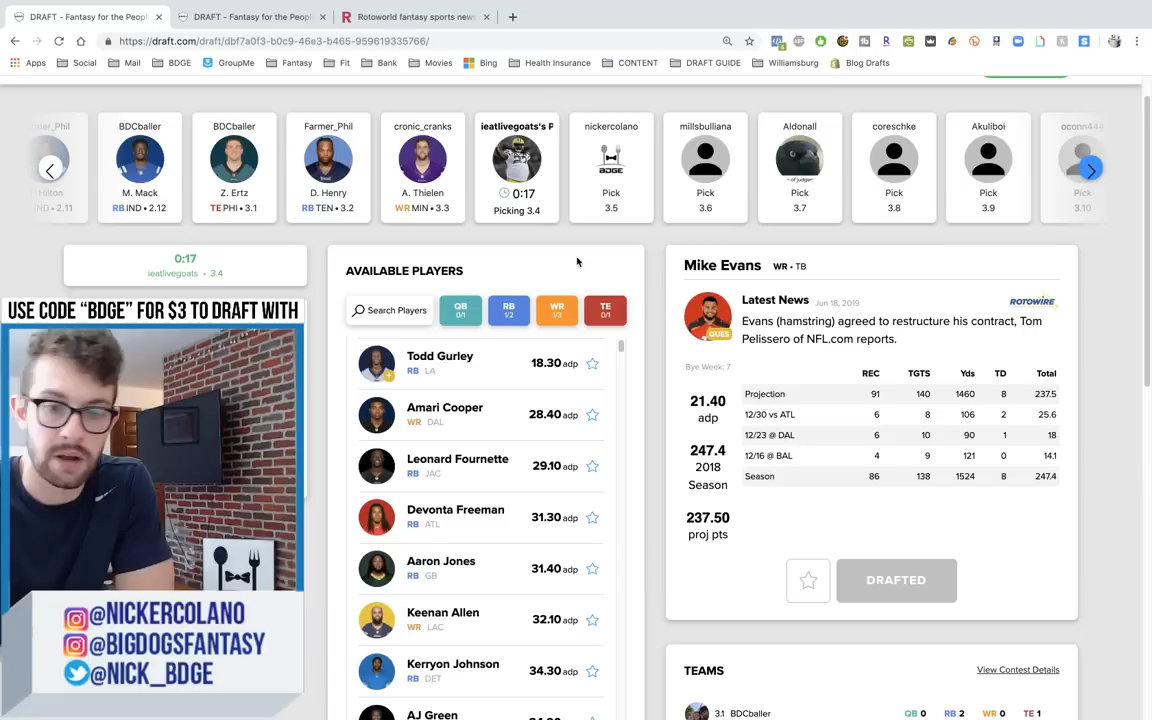 DRAFT - Fantasy for the Peopl × DRAFT - Fantasy for the Peopl × Rotoworld fantasy sports news ×
https://draft.com/draft/dbf7a0f3-b0c9-46e3-b465-959619335766/
Apps Social Mail BDGE GroupMe Fantasy Fit Bank Movies Bing Health Insurance CONTENT DRAFT GUIDE Williamsburg Blog Drafts
Farmer_Phil BDCballer BDCballer Farmer_Phil cronic_cranks ieatlivegoats's P nickercolano millsbulliana Aldonall coreschke Akuliboi oconn444
BDGE
Hilton M. Mack Z. Ertz D. Henry A. Thielen 0:17 Pick Pick Pick Pick Pick Pick
IND • 2.11 RB IND • 2.12 TE PHI • 3.1 RB TEN • 3.2 WR MIN • 3.3 Picking 3.4 3.5 3.6 3.7 3.8 3.9 3.10
0:17
ieatlivegoats • 3.4
USE CODE "BDGE" FOR $3 TO DRAFT WITH
@NICKERCOLANO
@BIGDOGSFANTASY
@NICK_BDGE
AVAILABLE PLAYERS
Search Players QB 0/1 RB 1/2 WR 1/3 TE 0/1
Todd Gurley 18.30 adp
RB LA
Amari Cooper 28.40 adp
WR DAL
Leonard Fournette 29.10 adp
RB JAC
Devonta Freeman 31.30 adp
RB ATL
Aaron Jones 31.40 adp
RB GB
Keenan Allen 32.10 adp
WR LAC
Kerryon Johnson 34.30 adp
RB DET
AJ Green
Mike Evans WR • TB
QUES
Latest News Jun 18, 2019 ROTOWIRE
Evans (hamstring) agreed to restructure his contract, Tom
Pelissero of NFL.com reports.
Bye Week: 7
21.40
adp
247.4
2018
Season
237.50
proj pts
REC TGTS Yds TD Total
Projection 91 140 1460 8 237.5
12/30 vs ATL 6 8 106 2 25.6
12/23 @ DAL 6 10 90 1 18
12/16 @ BAL 4 9 121 0 14.1
Season 86 138 1524 8 247.4
DRAFTED
TEAMS View Contest Details
3.1 BDCballer QB 0 RB 2 WR 0 TE 1